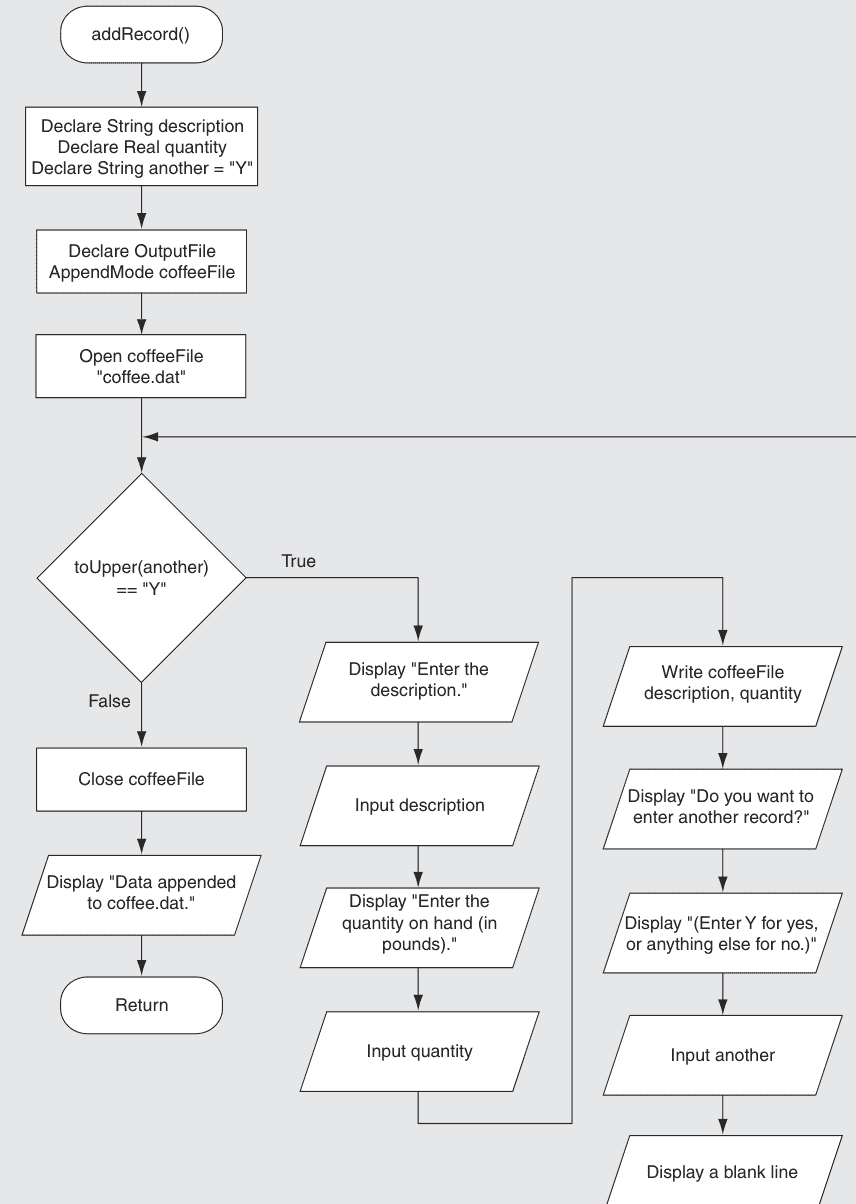 addRecord()
Declare String description
Declare Real quantity
Declare String another = "Y"
Declare OutputFile
AppendMode coffeeFile
Open coffeeFile
"coffee.dat"
toUpper(another)
== "Y"
True
False
Close coffeeFile
Display "Data appended
to coffee.dat."
Return
Display "Enter the
description."
Input description
Display "Enter the
quantity on hand (in
pounds)."
Input quantity
Write coffeeFile
description, quantity
Display "Do you want to
enter another record?"
Display "(Enter Y for yes,
or anything else for no.)"
Input another
Display a blank line